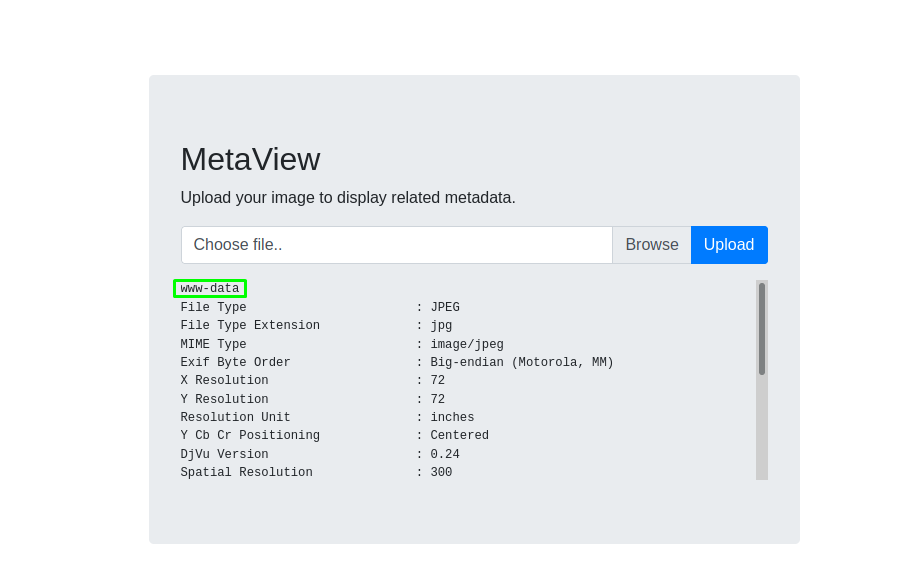 MetaView
Upload your image to display related metadata.
Choose file.. Browse Upload
www-data
File Type : JPEG
File Type Extension : jpg
MIME Type : image/jpeg
Exif Byte Order : Big-endian (Motorola, MM)
X Resolution : 72
Y Resolution : 72
Resolution Unit : inches
Y Cb Cr Positioning : Centered
DjVu Version : 0.24
Spatial Resolution : 300